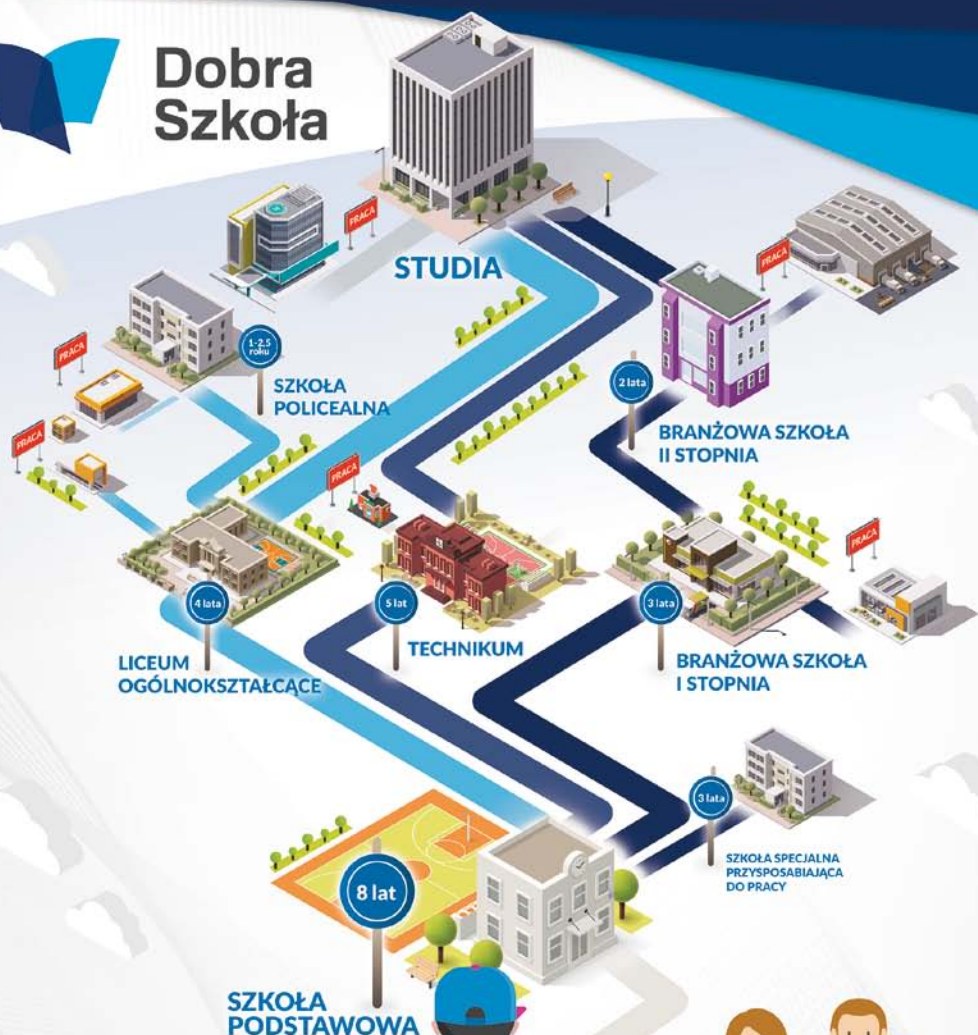 Dobra
Szkoła
PRACA
STUDIA
PRACA
1-2,5
roku
PRACA
SZKOŁA
POLICEALNA
2 lata
PRACA
BRANŻOWA SZKOŁA
II STOPNIA
PRACA
PRACA
4 lata
5 lat
3 lata
LICEUM
OGÓLNOKSZTAŁCĄCE
TECHNIKUM
BRANŻOWA SZKOŁA
I STOPNIA
3 lata
SZKOŁA SPECJALNA
PRZYSPOSABIAJĄCA
DO PRACY
8 lat
SZKOŁA
PODSTAWOWA